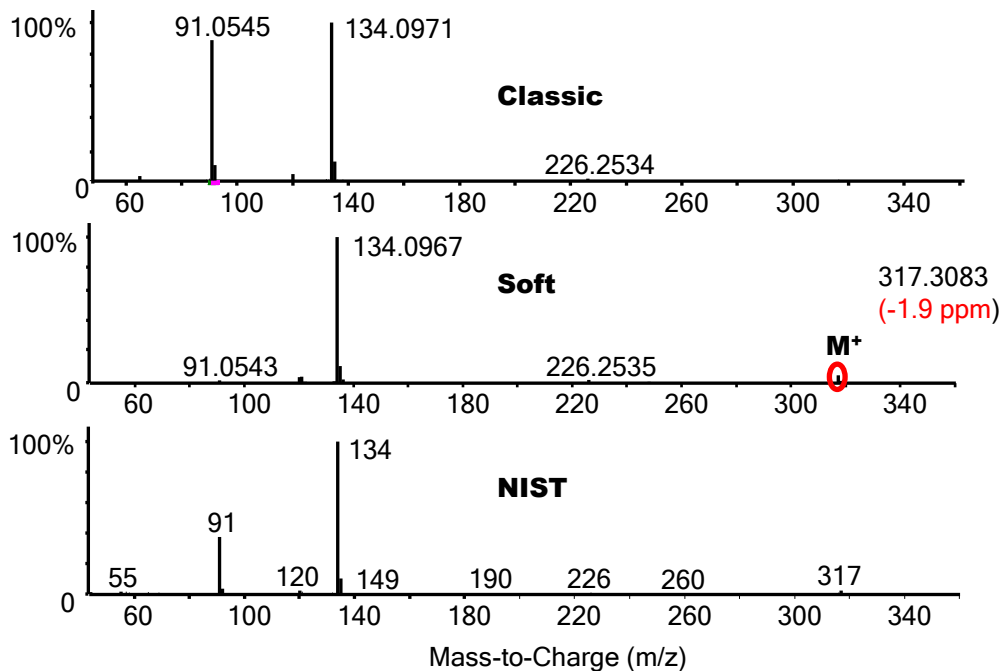 100% 91.0545 134.0971
Classic
226.2534
0
60 100 140 180 220 260 300 340
100% 134.0967
Soft
317.3083
(-1.9 ppm)
M+
91.0543 226.2535
0
60 100 140 180 220 260 300 340
100% 134
NIST
91
55 120 149 190 226 260 317
0
60 100 140 180 220 260 300 340
Mass-to-Charge (m/z)